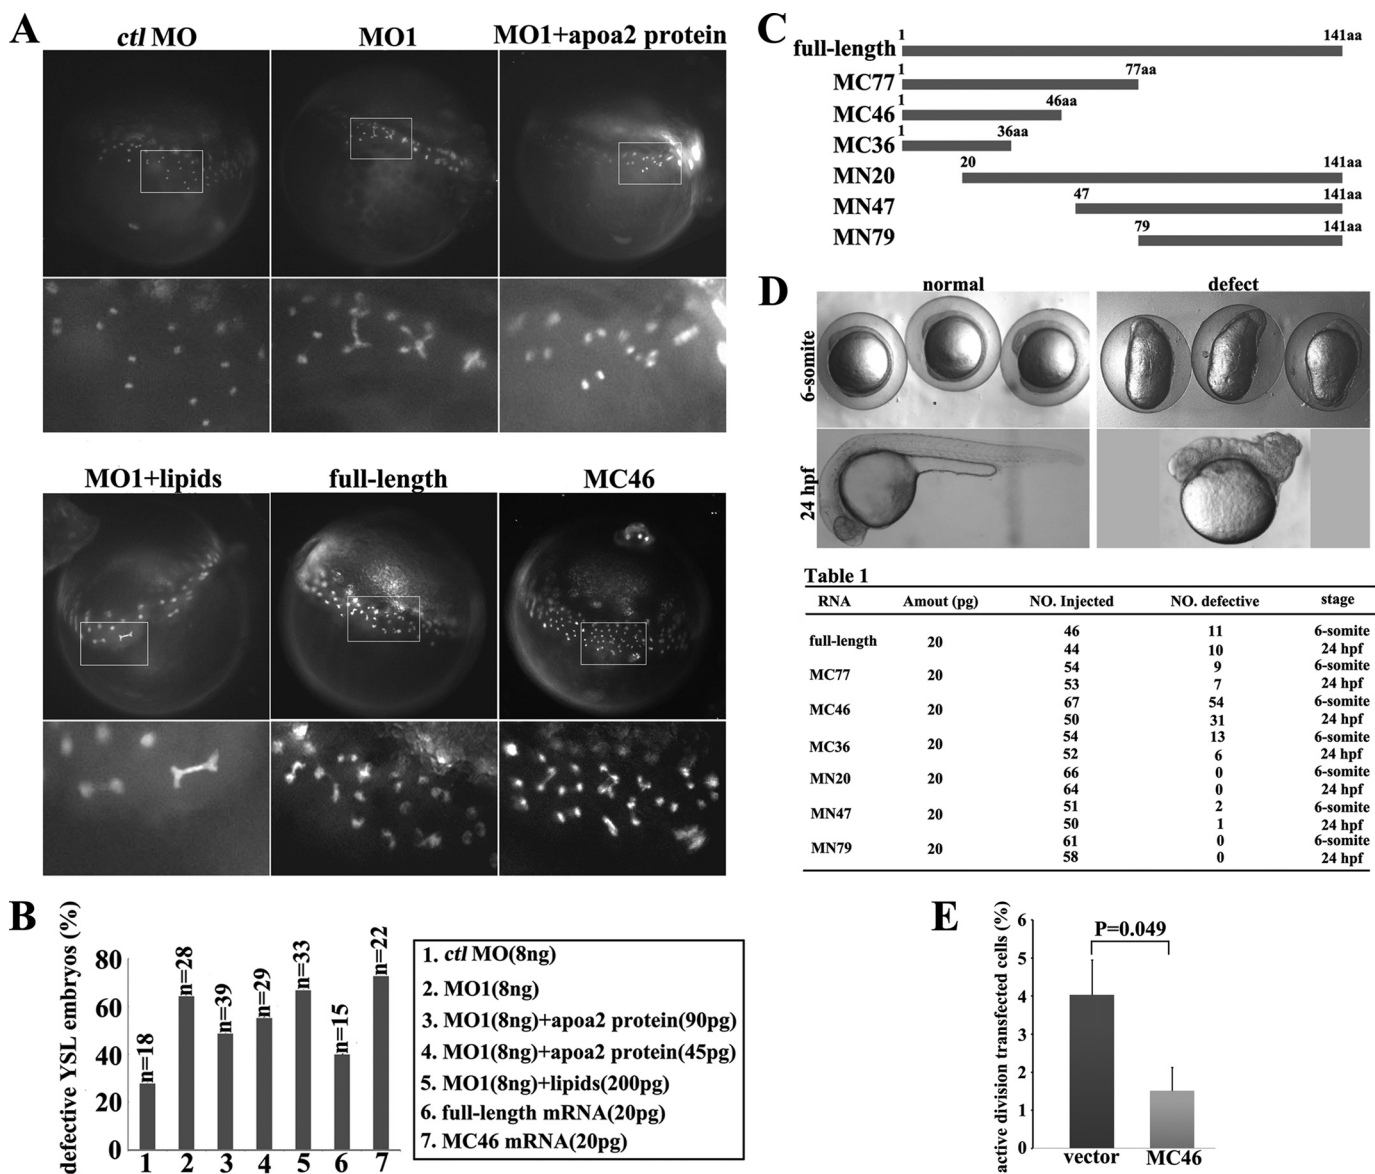 A
ctl MO
MO1
MO1+apoa2 protein
MO1+lipids
full-length
MC46
B
defective YSL embryos (%)
80
60
40
20
0
n=18
n=28
n=39
n=29
n=33
n=15
n=22
1 2 3 4 5 6 7
1. ctl MO(8ng)
2. MO1(8ng)
3. MO1(8ng)+apoa2 protein(90pg)
4. MO1(8ng)+apoa2 protein(45pg)
5. MO1(8ng)+lipids(200pg)
6. full-length mRNA(20pg)
7. MC46 mRNA(20pg)
C
full-length 1 141aa
MC77 1 77aa
MC46 1 46aa
MC36 1 36aa
MN20 20 141aa
MN47 47 141aa
MN79 79 141aa
D
normal defect
6-somite
24 hpf
Table 1
RNA Amout (pg) NO. Injected NO. defective stage
full-length 20 46 11 6-somite
44 10 24 hpf
MC77 20 54 9 6-somite
53 7 24 hpf
MC46 20 67 54 6-somite
50 31 24 hpf
MC36 20 54 13 6-somite
52 6 24 hpf
MN20 20 66 0 6-somite
64 0 24 hpf
MN47 20 51 2 6-somite
50 1 24 hpf
MN79 20 61 0 6-somite
58 0 24 hpf
E
active division transfected cells (%)
6
5
4
3
2
1
0
P=0.049
vector MC46